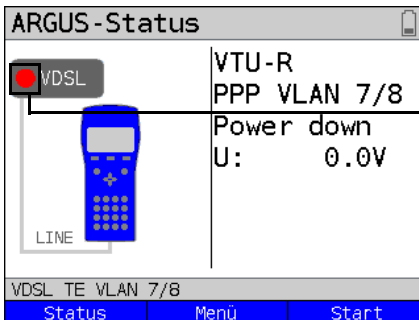 ARGUS-Status
VDSL
LINE
VTU-R
PPP VLAN 7/8
Power down
U: 0.0V
VDSL TE VLAN 7/8
Status Menü Start